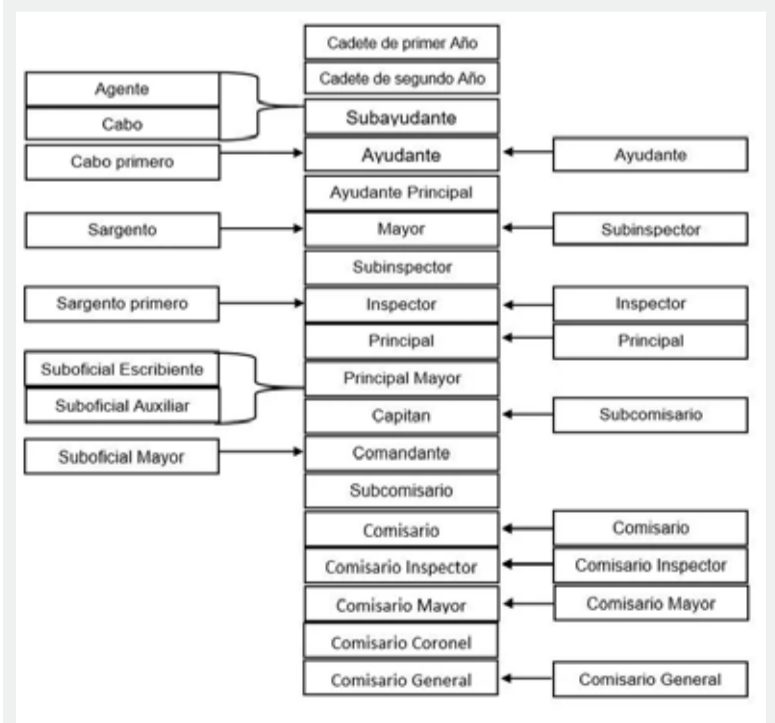 Cadete de primer Año
Cadete de segundo Año
Agente
Cabo
Subayudante
Cabo primero
Ayudante
Ayudante
Ayudante Principal
Sargento
Mayor
Subinspector
Subinspector
Sargento primero
Inspector
Inspector
Principal
Principal
Suboficial Escribiente
Principal Mayor
Suboficial Auxiliar
Capitan
Subcomisario
Suboficial Mayor
Comandante
Subcomisario
Comisario
Comisario
Comisario Inspector
Comisario Inspector
Comisario Mayor
Comisario Mayor
Comisario Coronel
Comisario General
Comisario General